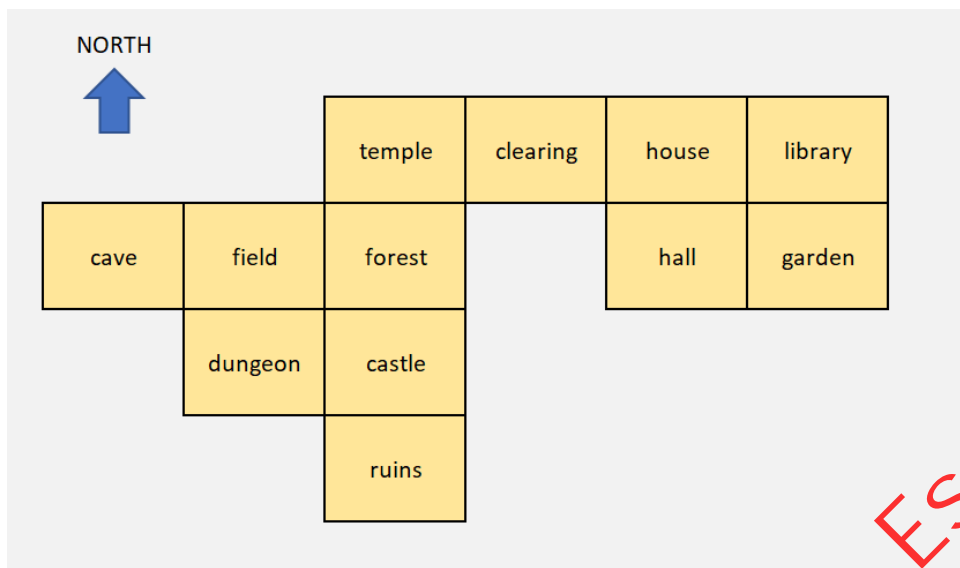 NORTH
temple clearing house library
cave field forest hall garden
dungeon castle
ruins